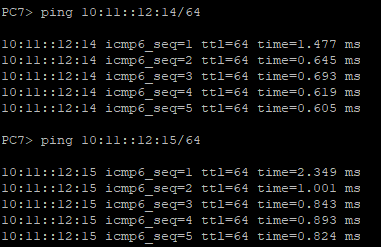 PC7> ping 10:11::12:14/64
10:11::12:14 icmp6_seq=1 ttl=64 time=1.477 ms
10:11::12:14 icmp6_seq=2 ttl=64 time=0.645 ms
10:11::12:14 icmp6_seq=3 ttl=64 time=0.693 ms
10:11::12:14 icmp6_seq=4 ttl=64 time=0.619 ms
10:11::12:14 icmp6_seq=5 ttl=64 time=0.605 ms
PC7> ping 10:11::12:15/64
10:11::12:15 icmp6_seq=1 ttl=64 time=2.349 ms
10:11::12:15 icmp6_seq=2 ttl=64 time=1.001 ms
10:11::12:15 icmp6_seq=3 ttl=64 time=0.843 ms
10:11::12:15 icmp6_seq=4 ttl=64 time=0.893 ms
10:11::12:15 icmp6_seq=5 ttl=64 time=0.824 ms